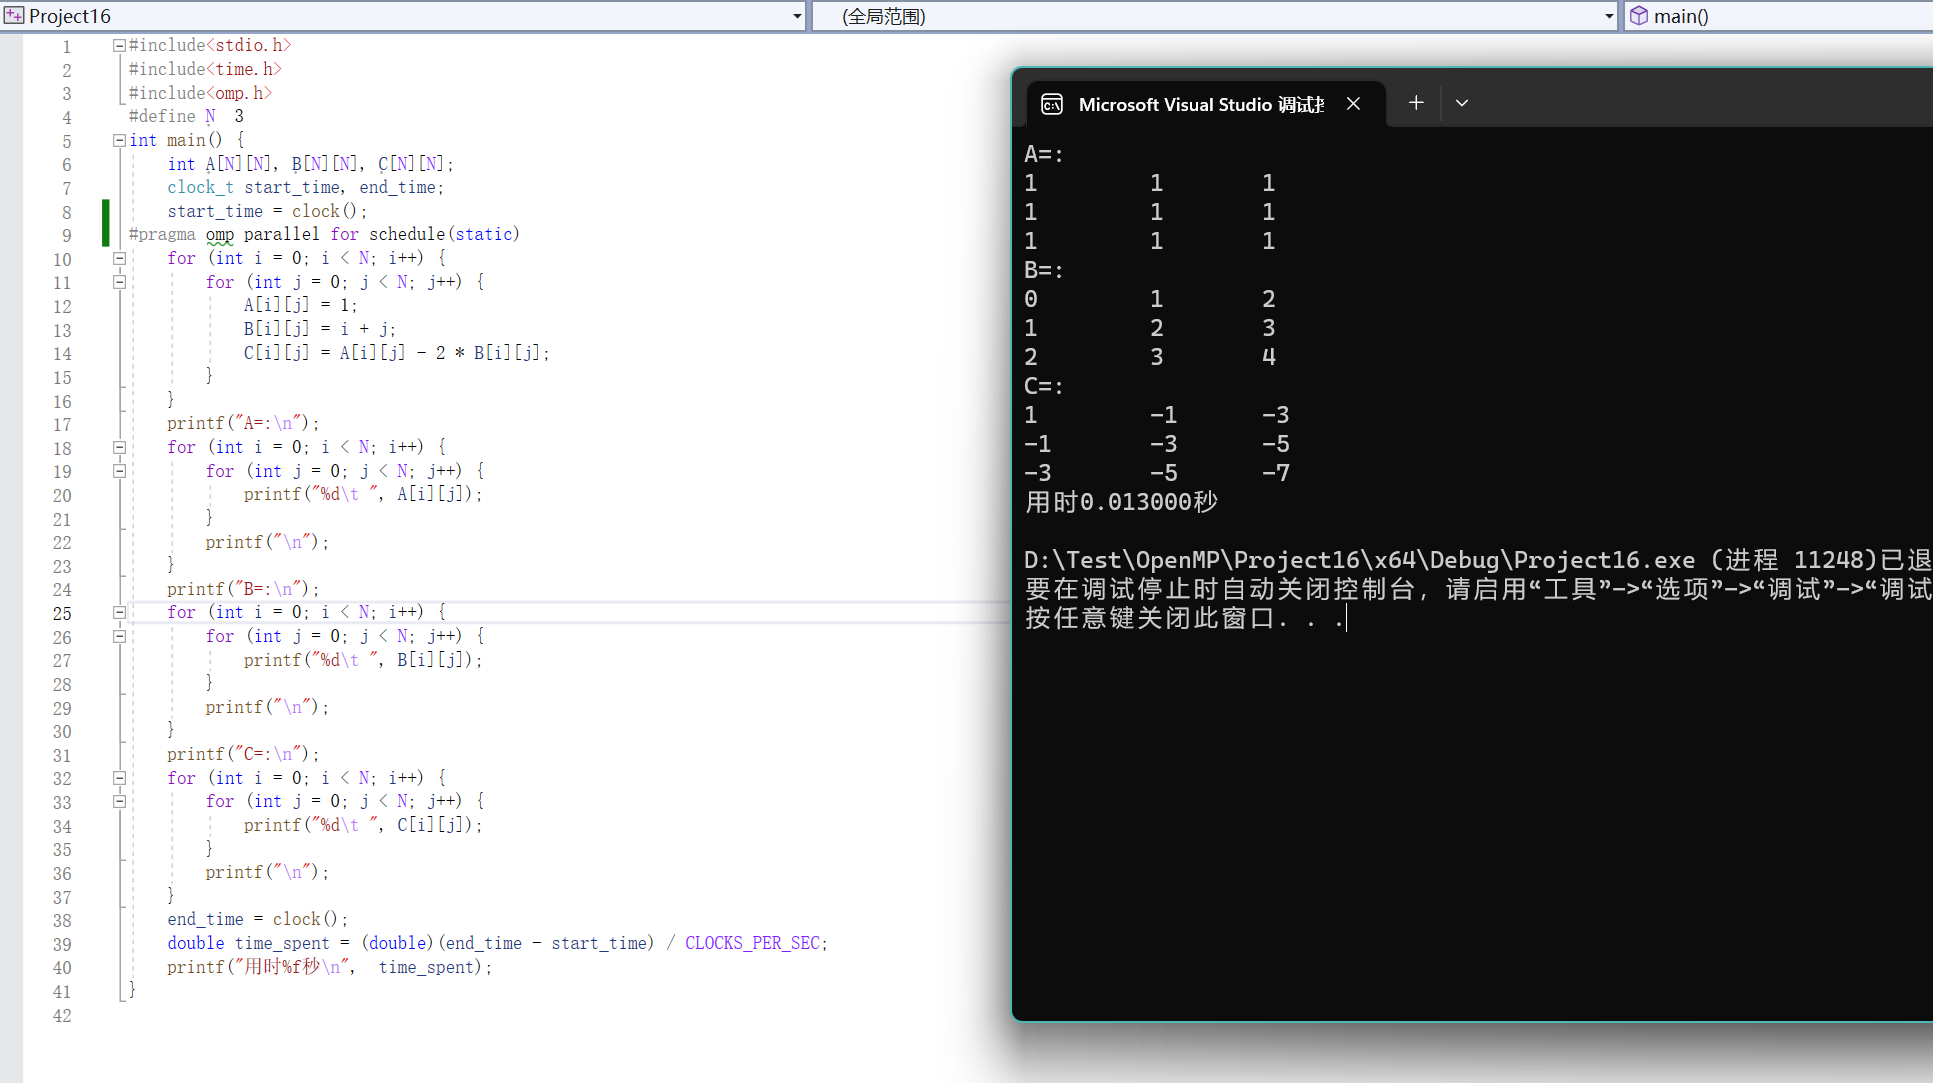 Project16
(全局范围)
main()
1 #include<stdio.h>
2 #include<time.h>
3 #include<omp.h>
4 #define N  3
5 int main() {
6     int A[N][N], B[N][N], C[N][N];
7     clock_t start_time, end_time;
8     start_time = clock();
9 #pragma omp parallel for schedule(static)
10     for (int i = 0; i < N; i++) {
11         for (int j = 0; j < N; j++) {
12             A[i][j] = 1;
13             B[i][j] = i + j;
14             C[i][j] = A[i][j] - 2 * B[i][j];
15         }
16     }
17     printf("A=:\n");
18     for (int i = 0; i < N; i++) {
19         for (int j = 0; j < N; j++) {
20             printf("%d\t ", A[i][j]);
21         }
22         printf("\n");
23     }
24     printf("B=:\n");
25     for (int i = 0; i < N; i++) {
26         for (int j = 0; j < N; j++) {
27             printf("%d\t ", B[i][j]);
28         }
29         printf("\n");
30     }
31     printf("C=:\n");
32     for (int i = 0; i < N; i++) {
33         for (int j = 0; j < N; j++) {
34             printf("%d\t ", C[i][j]);
35         }
36         printf("\n");
37     }
38     end_time = clock();
39     double time_spent = (double)(end_time - start_time) / CLOCKS_PER_SEC;
40     printf("用时%f秒\n",  time_spent);
41 }
42
Microsoft Visual Studio 调试
A=:
1 1 1
1 1 1
1 1 1
B=:
0 1 2
1 2 3
2 3 4
C=:
1 -1 -3
-1 -3 -5
-3 -5 -7
用时0.013000秒
D:\Test\OpenMP\Project16\x64\Debug\Project16.exe (进程 11248)已退
要在调试停止时自动关闭控制台，请启用“工具”->“选项”->“调试”->“调试
按任意键关闭此窗口. . .